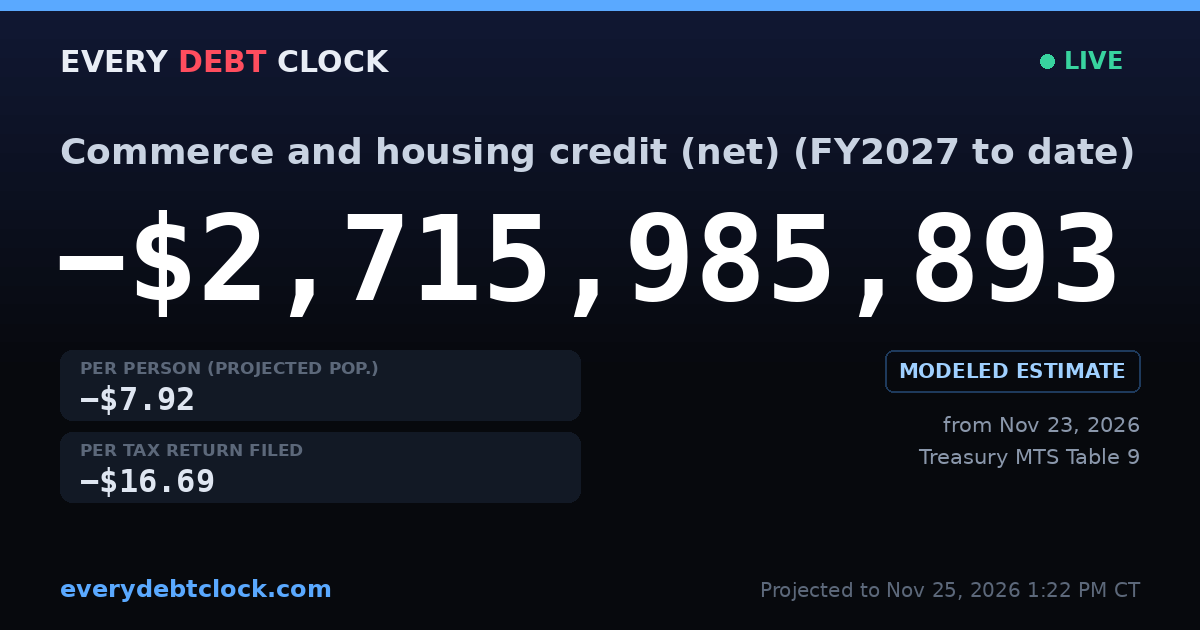 EVERY DEBT CLOCK
LIVE
Commerce and housing credit (net) (FY2027 to date)
−$2,715,985,893
PER PERSON (PROJECTED POP.)
−$7.92
PER TAX RETURN FILED
−$16.69
MODELED ESTIMATE
from Nov 23, 2026
Treasury MTS Table 9
everydebtclock.com
Projected to Nov 25, 2026 1:22 PM CT